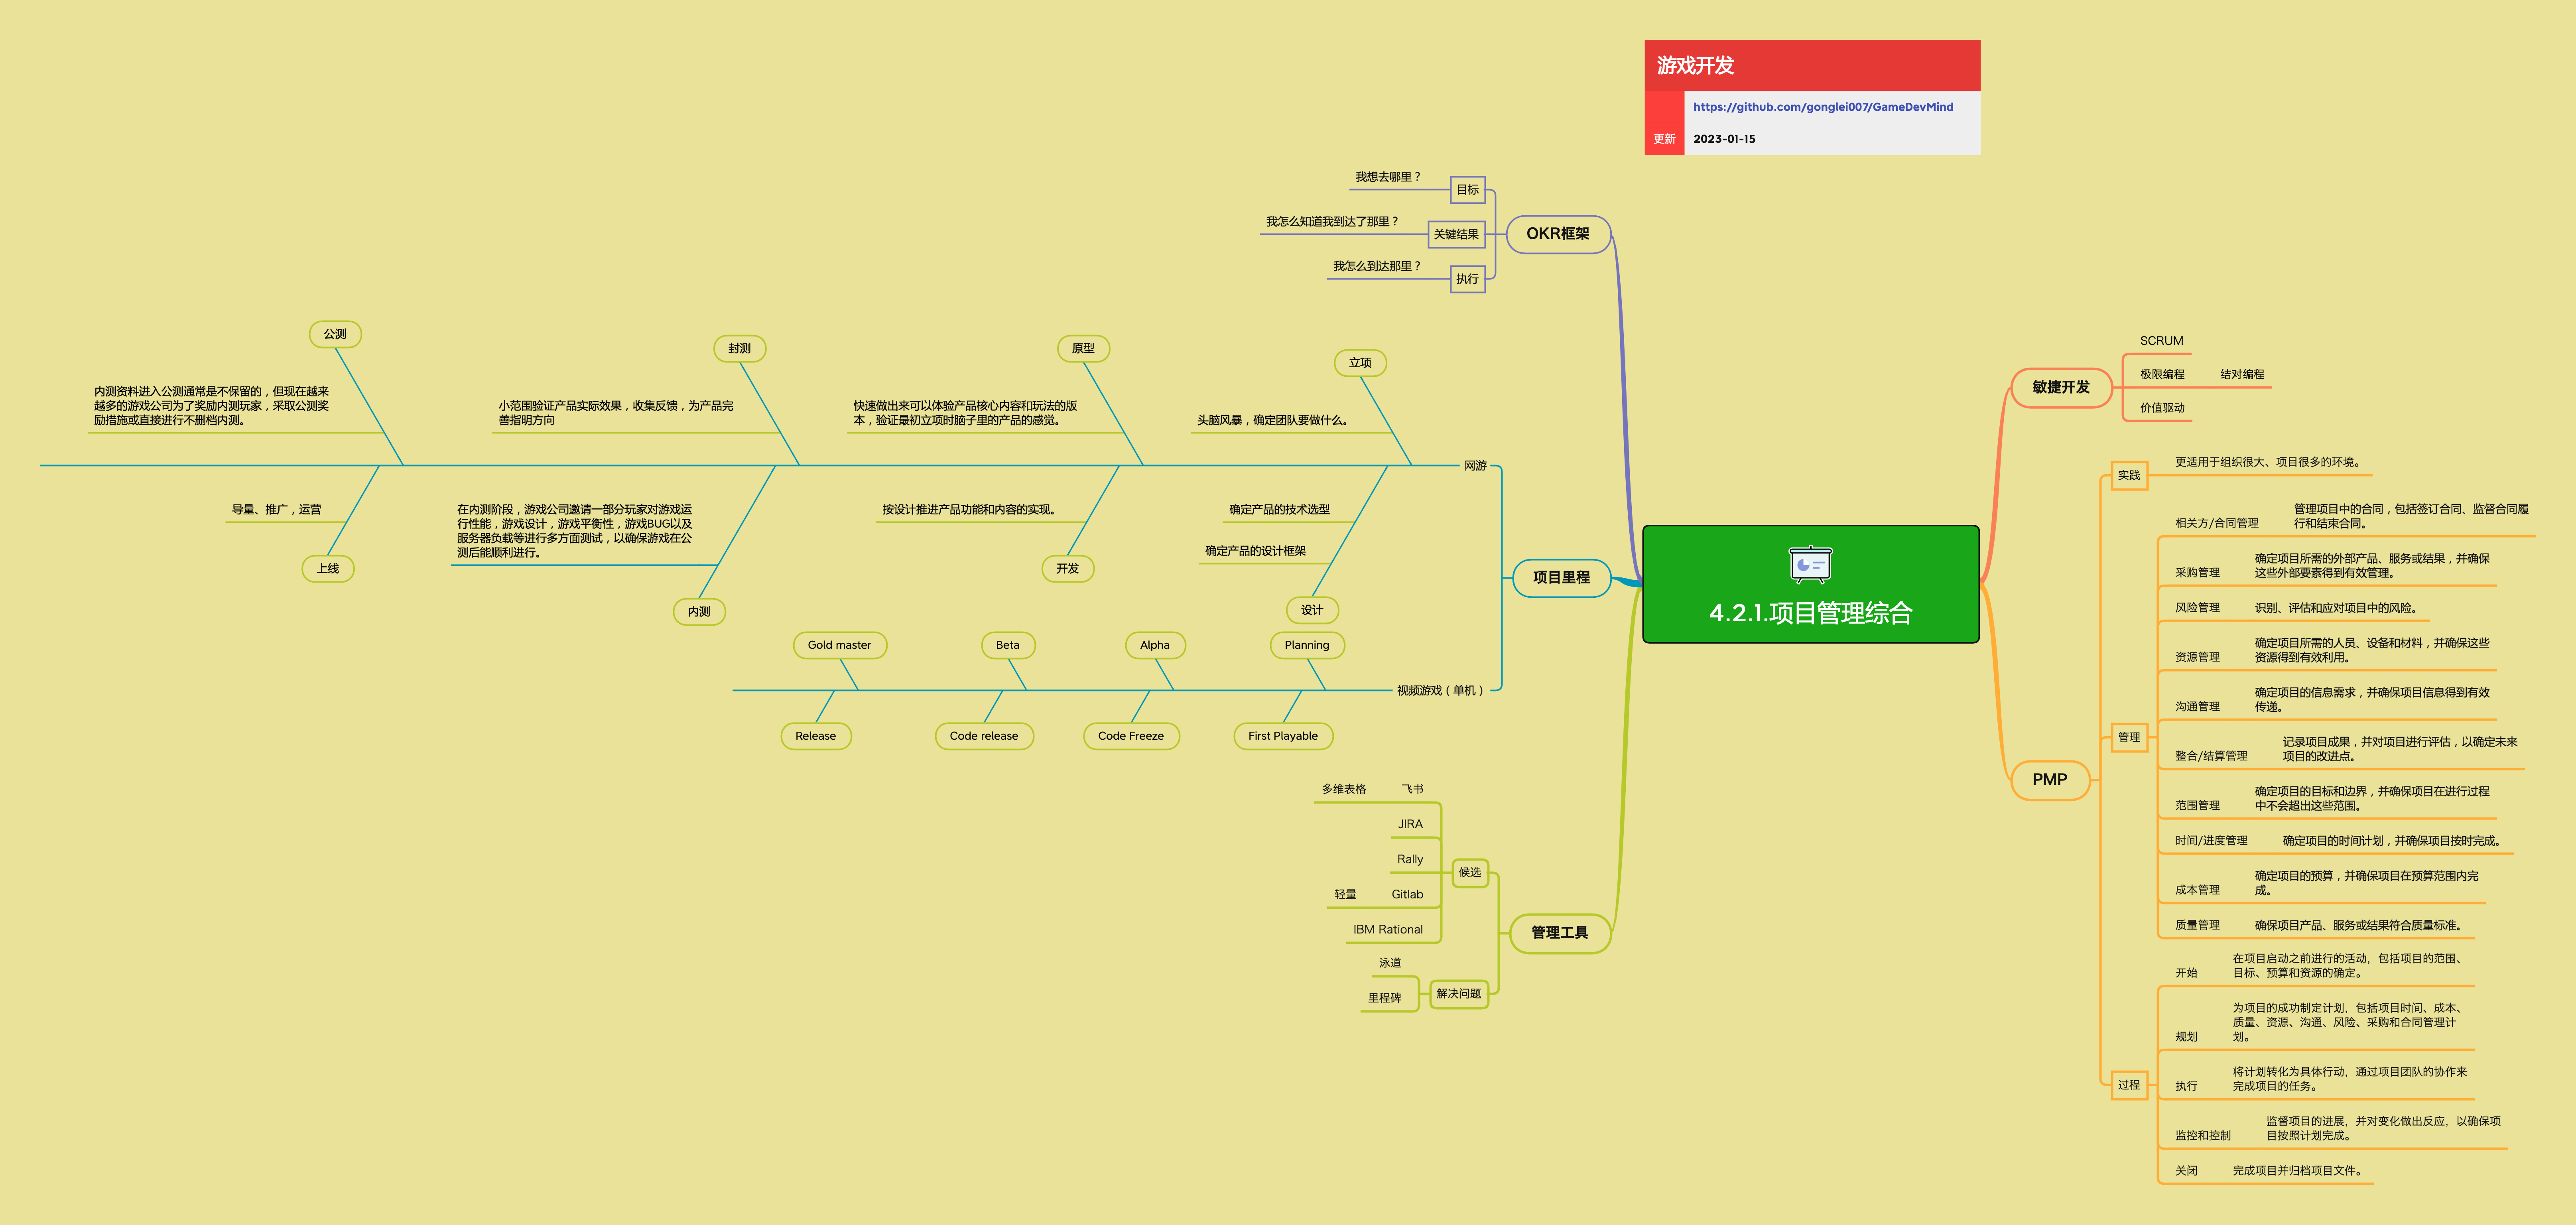 游戏开发
https://github.com/gonglei007/GameDevMind
更新 2023-01-15
4.2.1.项目管理综合
OKR框架
目标
我想去哪里？
关键结果
我怎么知道我到达了那里？
执行
我怎么到达那里？
项目里程
网游
立项
头脑风暴，确定团队要做什么。
设计
确定产品的技术选型
确定产品的设计框架
原型
快速做出来可以体验产品核心内容和玩法的版
本，验证最初立项时脑子里的产品的感觉。
开发
按设计推进产品功能和内容的实现。
封测
小范围验证产品实际效果，收集反馈，为产品完
善指明方向
内测
在内测阶段，游戏公司邀请一部分玩家对游戏运
行性能，游戏设计，游戏平衡性，游戏BUG以及
服务器负载等进行多方面测试，以确保游戏在公
测后能顺利进行。
公测
内测资料进入公测通常是不保留的，但现在越来
越多的游戏公司为了奖励内测玩家，采取公测奖
励措施或直接进行不删档内测。
上线
导量、推广，运营
视频游戏（单机）
Planning
First Playable
Alpha
Code Freeze
Beta
Code release
Gold master
Release
管理工具
候选
飞书
多维表格
JIRA
Rally
Gitlab
轻量
IBM Rational
解决问题
泳道
里程碑
敏捷开发
SCRUM
极限编程
结对编程
价值驱动
PMP
实践
更适用于组织很大、项目很多的环境。
管理
相关方/合同管理
管理项目中的合同，包括签订合同、监督合同履
行和结束合同。
采购管理
确定项目所需的外部产品、服务或结果，并确保
这些外部要素得到有效管理。
风险管理
识别、评估和应对项目中的风险。
资源管理
确定项目所需的人员、设备和材料，并确保这些
资源得到有效利用。
沟通管理
确定项目的信息需求，并确保项目信息得到有效
传递。
整合/结算管理
记录项目成果，并对项目进行评估，以确定未来
项目的改进点。
范围管理
确定项目的目标和边界，并确保项目在进行过程
中不会超出这些范围。
时间/进度管理
确定项目的时间计划，并确保项目按时完成。
成本管理
确定项目的预算，并确保项目在预算范围内完
成。
质量管理
确保项目产品、服务或结果符合质量标准。
过程
开始
在项目启动之前进行的活动，包括项目的范围、
目标、预算和资源的确定。
规划
为项目的成功制定计划，包括项目时间、成本、
质量、资源、沟通、风险、采购和合同管理计
划。
执行
将计划转化为具体行动，通过项目团队的协作来
完成项目的任务。
监控和控制
监督项目的进展，并对变化做出反应，以确保项
目按照计划完成。
关闭
完成项目并归档项目文件。